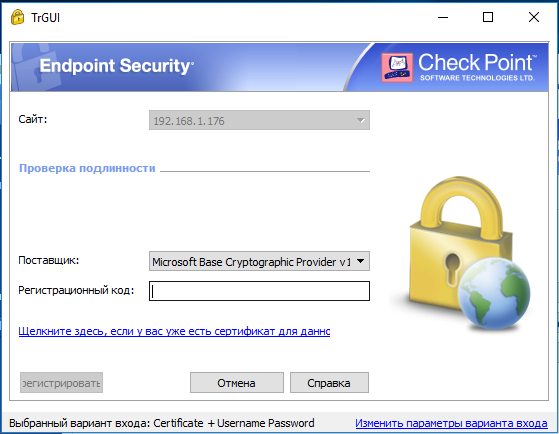 TrGUI
Endpoint Security
Check Point™
SOFTWARE TECHNOLOGIES LTD.
Сайт: 192.168.1.176
Проверка подлинности
Поставщик: Microsoft Base Cryptographic Provider v1
Регистрационный код:
Щелкните здесь, если у вас уже есть сертификат для данно
регистрировать Отмена Справка
Выбранный вариант входа: Certificate + Username Password Изменить параметры варианта входа